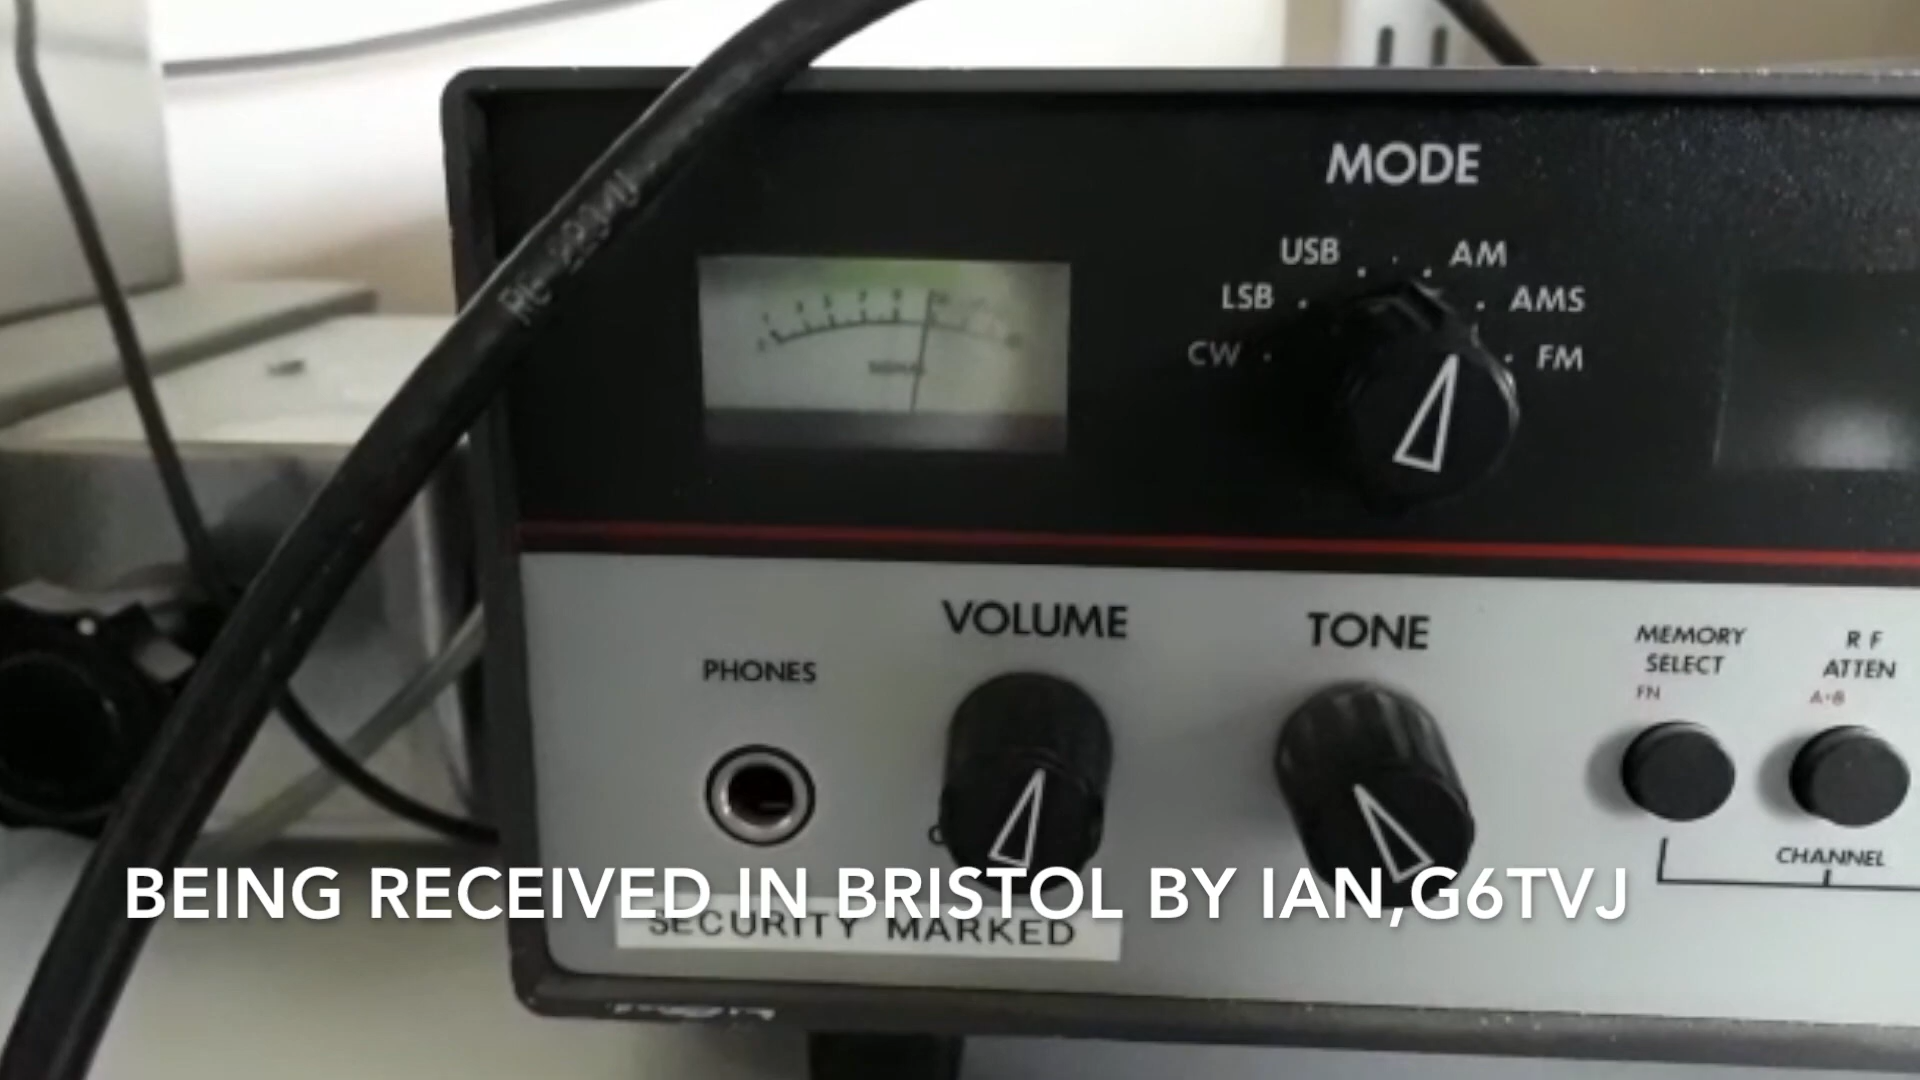 MODE
USB
AM
LSB
AMS
CW
FM
VOLUME
TONE
PHONES
MEMORY
SELECT
FN
R F
ATTEN
A•B
CHANNEL
BEING RECEIVED IN BRISTOL BY IAN,G6TVJ
SECURITY MARKED